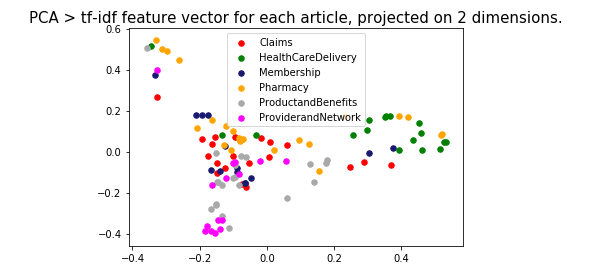 PCA > tf-idf feature vector for each article, projected on 2 dimensions.
0.6
Claims
HealthCareDelivery
Membership
Pharmacy
ProductandBenefits
ProviderandNetwork
0.4
0.2
0.0
−0.2
−0.4
−0.4 −0.2 0.0 0.2 0.4